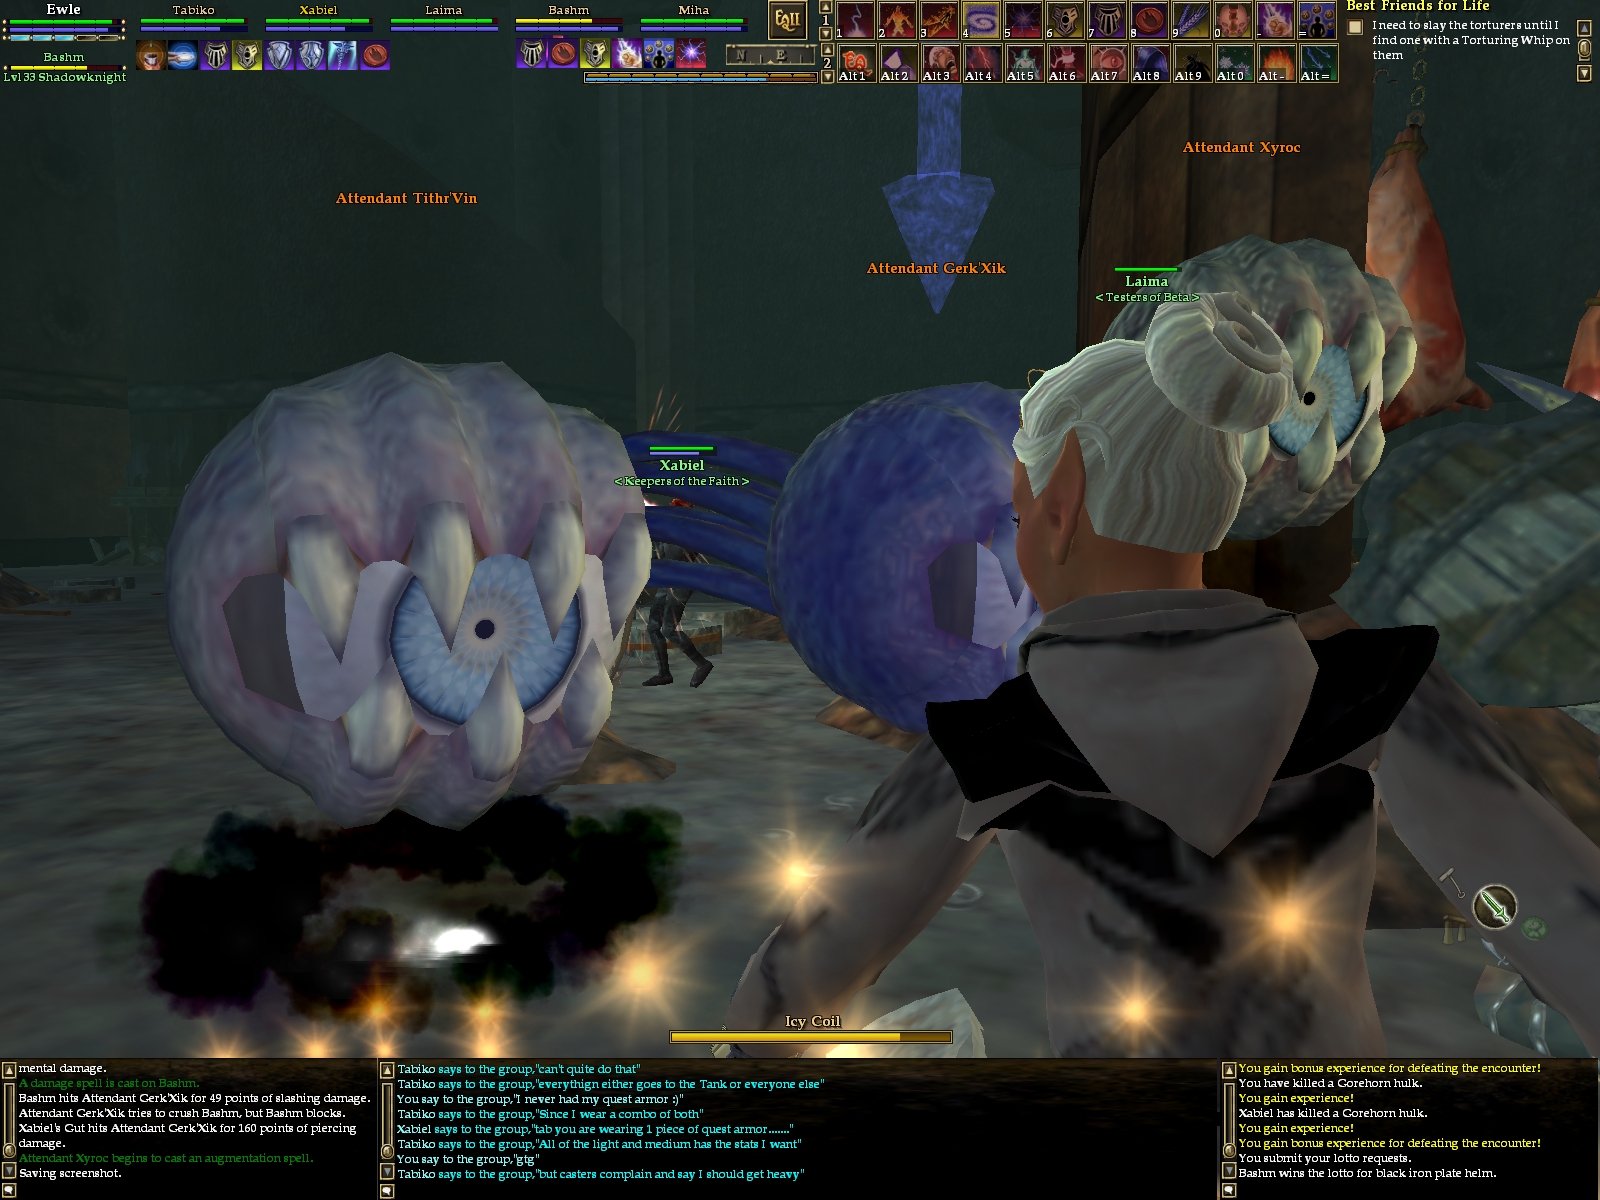 Ewle
Tabiko
Xabiel
Laima
Bashm
Miha
EQII
1
1 2 3 4 5 6 7 8 9 0 - =
Bashm
Lvl 33 Shadowknight
N E
2
Alt 1 Alt 2 Alt 3 Alt 4 Alt 5 Alt 6 Alt 7 Alt 8 Alt 9 Alt 0 Alt - Alt =
Best Friends for Life
I need to slay the torturers until I
find one with a Torturing Whip on
them
Attendant Xyroc
Attendant Tithr'Vin
Attendant Gerk'Xik
Laima
< Testers of Beta >
Xabiel
< Keepers of the Faith >
Icy Coil
mental damage.
A damage spell is cast on Bashm.
Bashm hits Attendant Gerk'Xik for 49 points of slashing damage.
Attendant Gerk'Xik tries to crush Bashm, but Bashm blocks.
Xabiel's Gut hits Attendant Gerk'Xik for 160 points of piercing
damage.
Attendant Xyroc begins to cast an augmentation spell.
Saving screenshot.
Tabiko says to the group,"can't quite do that"
Tabiko says to the group,"everythign either goes to the Tank or everyone else"
You say to the group,"I never had my quest armor :)"
Tabiko says to the group,"Since I wear a combo of both"
Xabiel says to the group,"tab you are wearing 1 piece of quest armor......."
Tabiko says to the group,"All of the light and medium has the stats I want"
You say to the group,"gtg"
Tabiko says to the group,"but casters complain and say I should get heavy"
You gain bonus experience for defeating the encounter!
You have killed a Gorehorn hulk.
You gain experience!
Xabiel has killed a Gorehorn hulk.
You gain experience!
You gain bonus experience for defeating the encounter!
You submit your lotto requests.
Bashm wins the lotto for black iron plate helm.